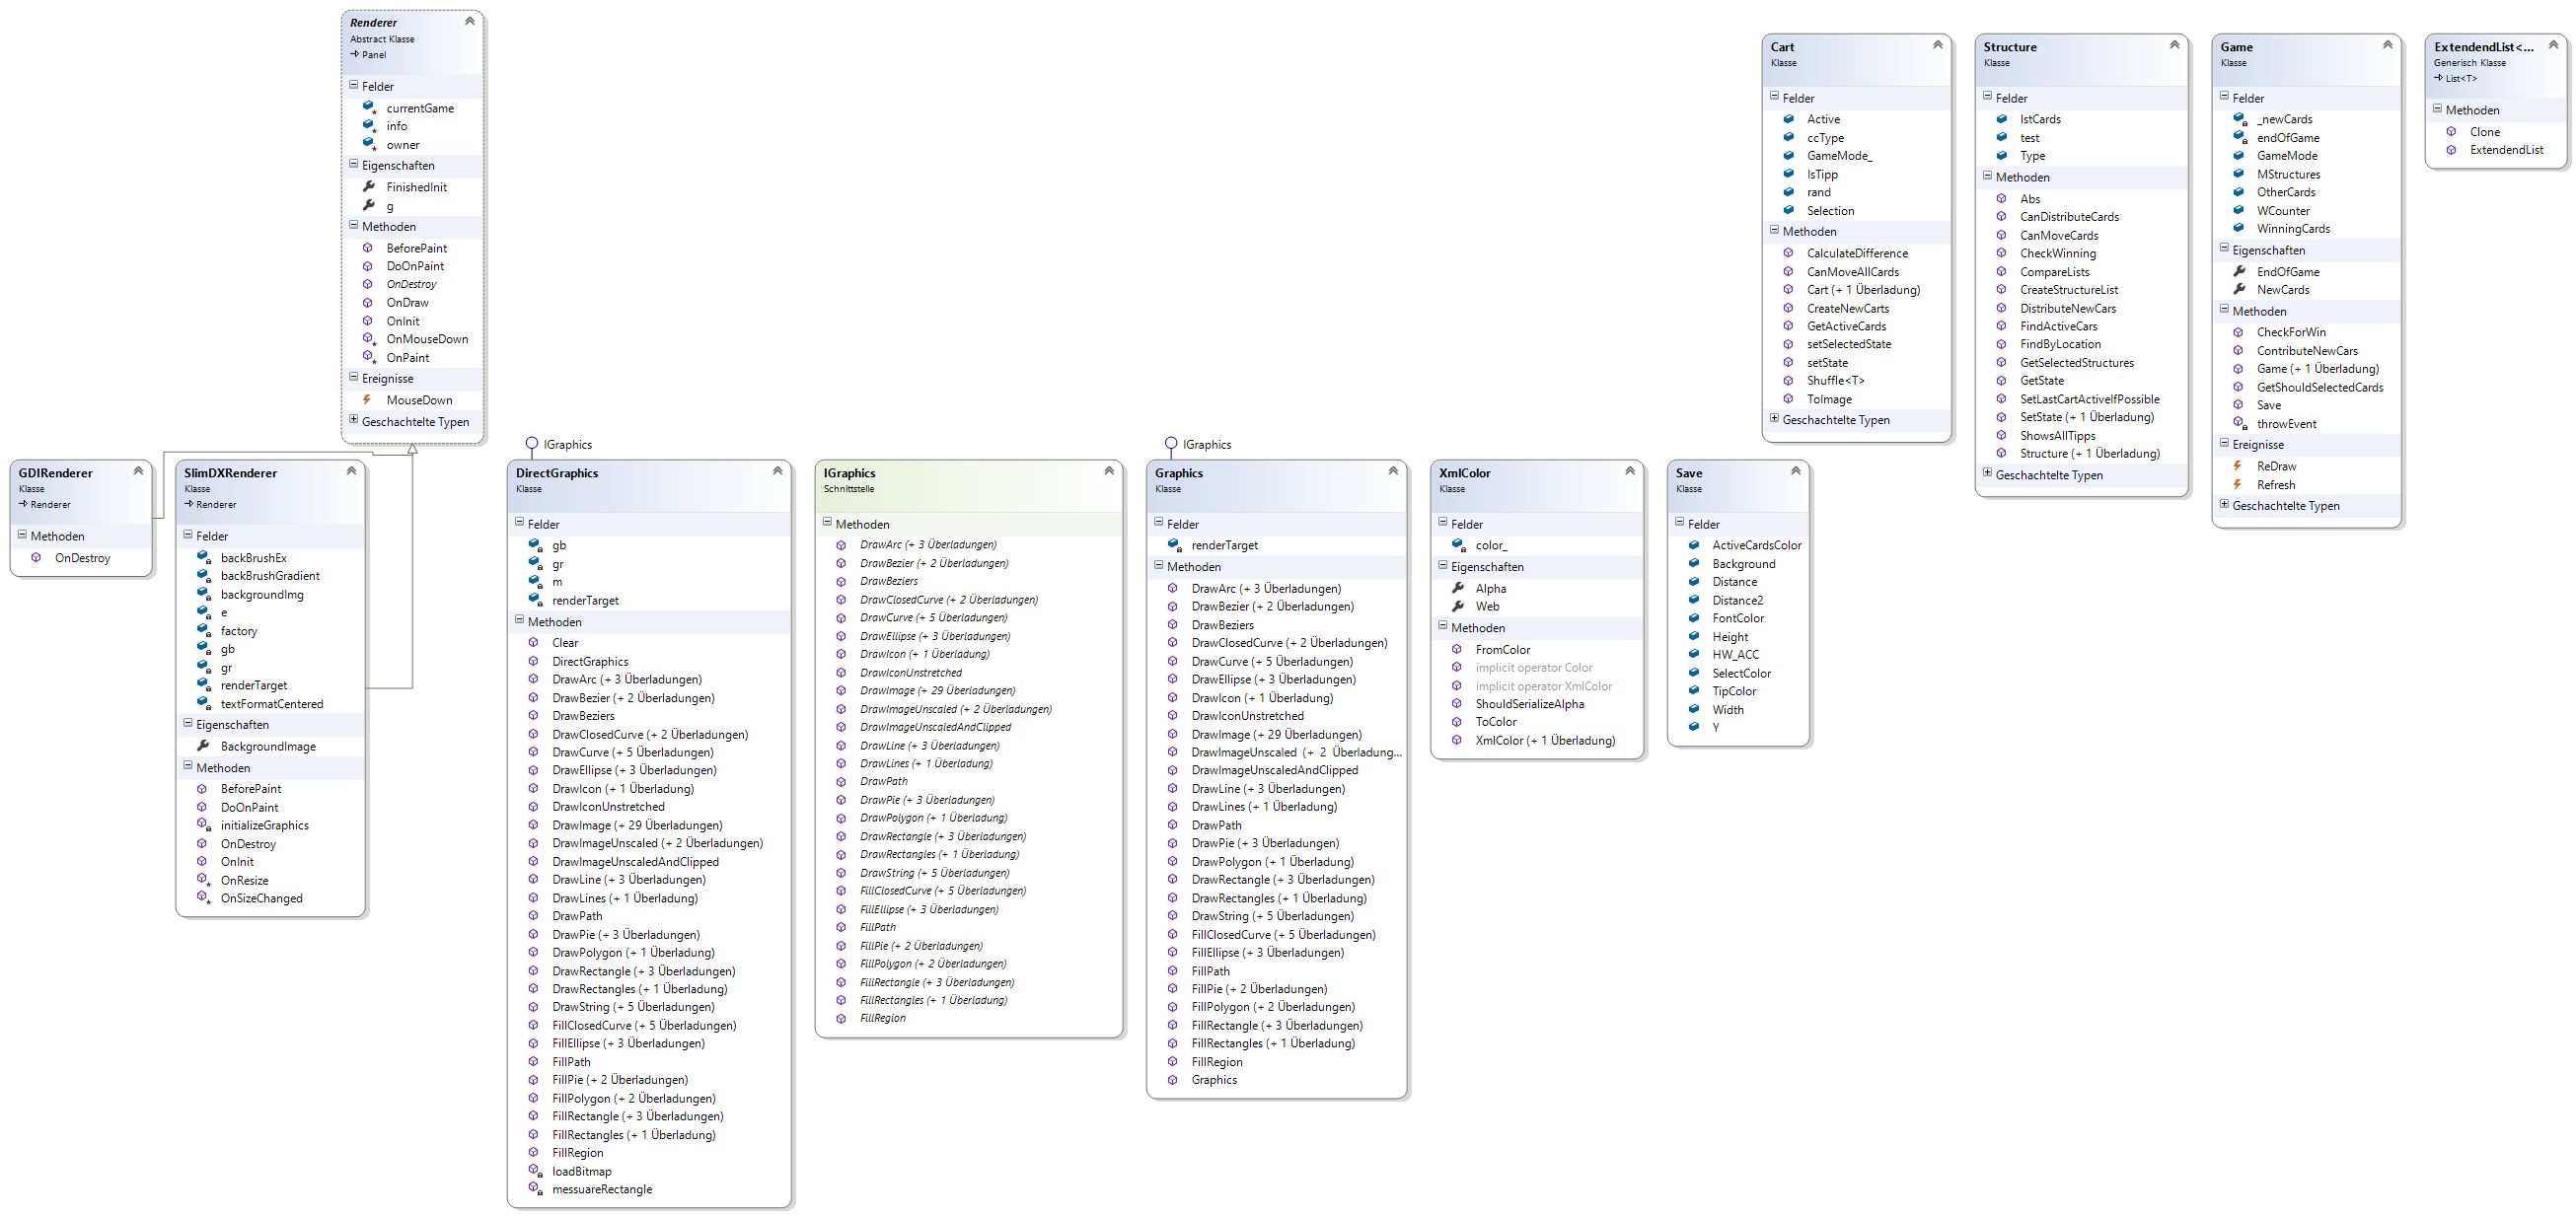 Renderer
Abstract Klasse
Panel
Felder
currentGame
info
owner
Eigenschaften
FinishedInit
g
Methoden
BeforePaint
DoOnPaint
OnDestroy
OnDraw
OnInit
OnMouseDown
OnPaint
Ereignisse
MouseDown
Geschachtelte Typen
GDIRenderer
Klasse
Renderer
Methoden
OnDestroy
SlimDXRenderer
Klasse
Renderer
Felder
backBrushEx
backBrushGradient
backgroundImg
e
factory
gb
gr
renderTarget
textFormatCentered
Eigenschaften
BackgroundImage
Methoden
BeforePaint
DoOnPaint
initializeGraphics
OnDestroy
OnInit
OnResize
OnSizeChanged
IGraphics
DirectGraphics
Klasse
Felder
gb
gr
m
renderTarget
Methoden
Clear
DirectGraphics
DrawArc (+ 3 Überladungen)
DrawBezier (+ 2 Überladungen)
DrawBeziers
DrawClosedCurve (+ 2 Überladungen)
DrawCurve (+ 5 Überladungen)
DrawEllipse (+ 3 Überladungen)
DrawIcon (+ 1 Überladung)
DrawIconUnstretched
DrawImage (+ 29 Überladungen)
DrawImageUnscaled (+ 2 Überladungen)
DrawImageUnscaledAndClipped
DrawLine (+ 3 Überladungen)
DrawLines (+ 1 Überladung)
DrawPath
DrawPie (+ 3 Überladungen)
DrawPolygon (+ 1 Überladung)
DrawRectangle (+ 3 Überladungen)
DrawRectangles (+ 1 Überladung)
DrawString (+ 5 Überladungen)
FillClosedCurve (+ 5 Überladungen)
FillEllipse (+ 3 Überladungen)
FillPath
FillPie (+ 2 Überladungen)
FillPolygon (+ 2 Überladungen)
FillRectangle (+ 3 Überladungen)
FillRectangles (+ 1 Überladung)
FillRegion
loadBitmap
messuareRectangle
IGraphics
Schnittstelle
Methoden
DrawArc (+ 3 Überladungen)
DrawBezier (+ 2 Überladungen)
DrawBeziers
DrawClosedCurve (+ 2 Überladungen)
DrawCurve (+ 5 Überladungen)
DrawEllipse (+ 3 Überladungen)
DrawIcon (+ 1 Überladung)
DrawIconUnstretched
DrawImage (+ 29 Überladungen)
DrawImageUnscaled (+ 2 Überladungen)
DrawImageUnscaledAndClipped
DrawLine (+ 3 Überladungen)
DrawLines (+ 1 Überladung)
DrawPath
DrawPie (+ 3 Überladungen)
DrawPolygon (+ 1 Überladung)
DrawRectangle (+ 3 Überladungen)
DrawRectangles (+ 1 Überladung)
DrawString (+ 5 Überladungen)
FillClosedCurve (+ 5 Überladungen)
FillEllipse (+ 3 Überladungen)
FillPath
FillPie (+ 2 Überladungen)
FillPolygon (+ 2 Überladungen)
FillRectangle (+ 3 Überladungen)
FillRectangles (+ 1 Überladung)
FillRegion
IGraphics
Graphics
Klasse
Felder
renderTarget
Methoden
DrawArc (+ 3 Überladungen)
DrawBezier (+ 2 Überladungen)
DrawBeziers
DrawClosedCurve (+ 2 Überladungen)
DrawCurve (+ 5 Überladungen)
DrawEllipse (+ 3 Überladungen)
DrawIcon (+ 1 Überladung)
DrawIconUnstretched
DrawImage (+ 29 Überladungen)
DrawImageUnscaled (+ 2 Überladung...
DrawImageUnscaledAndClipped
DrawLine (+ 3 Überladungen)
DrawLines (+ 1 Überladung)
DrawPath
DrawPie (+ 3 Überladungen)
DrawPolygon (+ 1 Überladung)
DrawRectangle (+ 3 Überladungen)
DrawRectangles (+ 1 Überladung)
DrawString (+ 5 Überladungen)
FillClosedCurve (+ 5 Überladungen)
FillEllipse (+ 3 Überladungen)
FillPath
FillPie (+ 2 Überladungen)
FillPolygon (+ 2 Überladungen)
FillRectangle (+ 3 Überladungen)
FillRectangles (+ 1 Überladung)
FillRegion
Graphics
XmlColor
Klasse
Felder
color_
Eigenschaften
Alpha
Web
Methoden
FromColor
implicit operator Color
implicit operator XmlColor
ShouldSerializeAlpha
ToColor
XmlColor (+ 1 Überladung)
Save
Klasse
Felder
ActiveCardsColor
Background
Distance
Distance2
FontColor
Height
HW_ACC
SelectColor
TipColor
Width
Y
Cart
Klasse
Felder
Active
ccType
GameMode_
IsTipp
rand
Selection
Methoden
CalculateDifference
CanMoveAllCards
Cart (+ 1 Überladung)
CreateNewCarts
GetActiveCards
setSelectedState
setState
Shuffle<T>
ToImage
Geschachtelte Typen
Structure
Klasse
Felder
lstCards
test
Type
Methoden
Abs
CanDistributeCards
CanMoveCards
CheckWinning
CompareLists
CreateStructureList
DistributeNewCars
FindActiveCars
FindByLocation
GetSelectedStructures
GetState
SetLastCartActiveIfPossible
SetState (+ 1 Überladung)
ShowsAllTipps
Structure (+ 1 Überladung)
Geschachtelte Typen
Game
Klasse
Felder
_newCards
endOfGame
GameMode
MStructures
OtherCards
WCounter
WinningCards
Eigenschaften
EndOfGame
NewCards
Methoden
CheckForWin
ContributeNewCars
Game (+ 1 Überladung)
GetShouldSelectedCards
Save
throwEvent
Ereignisse
ReDraw
Refresh
Geschachtelte Typen
ExtendendList<...
Generisch Klasse
List<T>
Methoden
Clone
ExtendendList